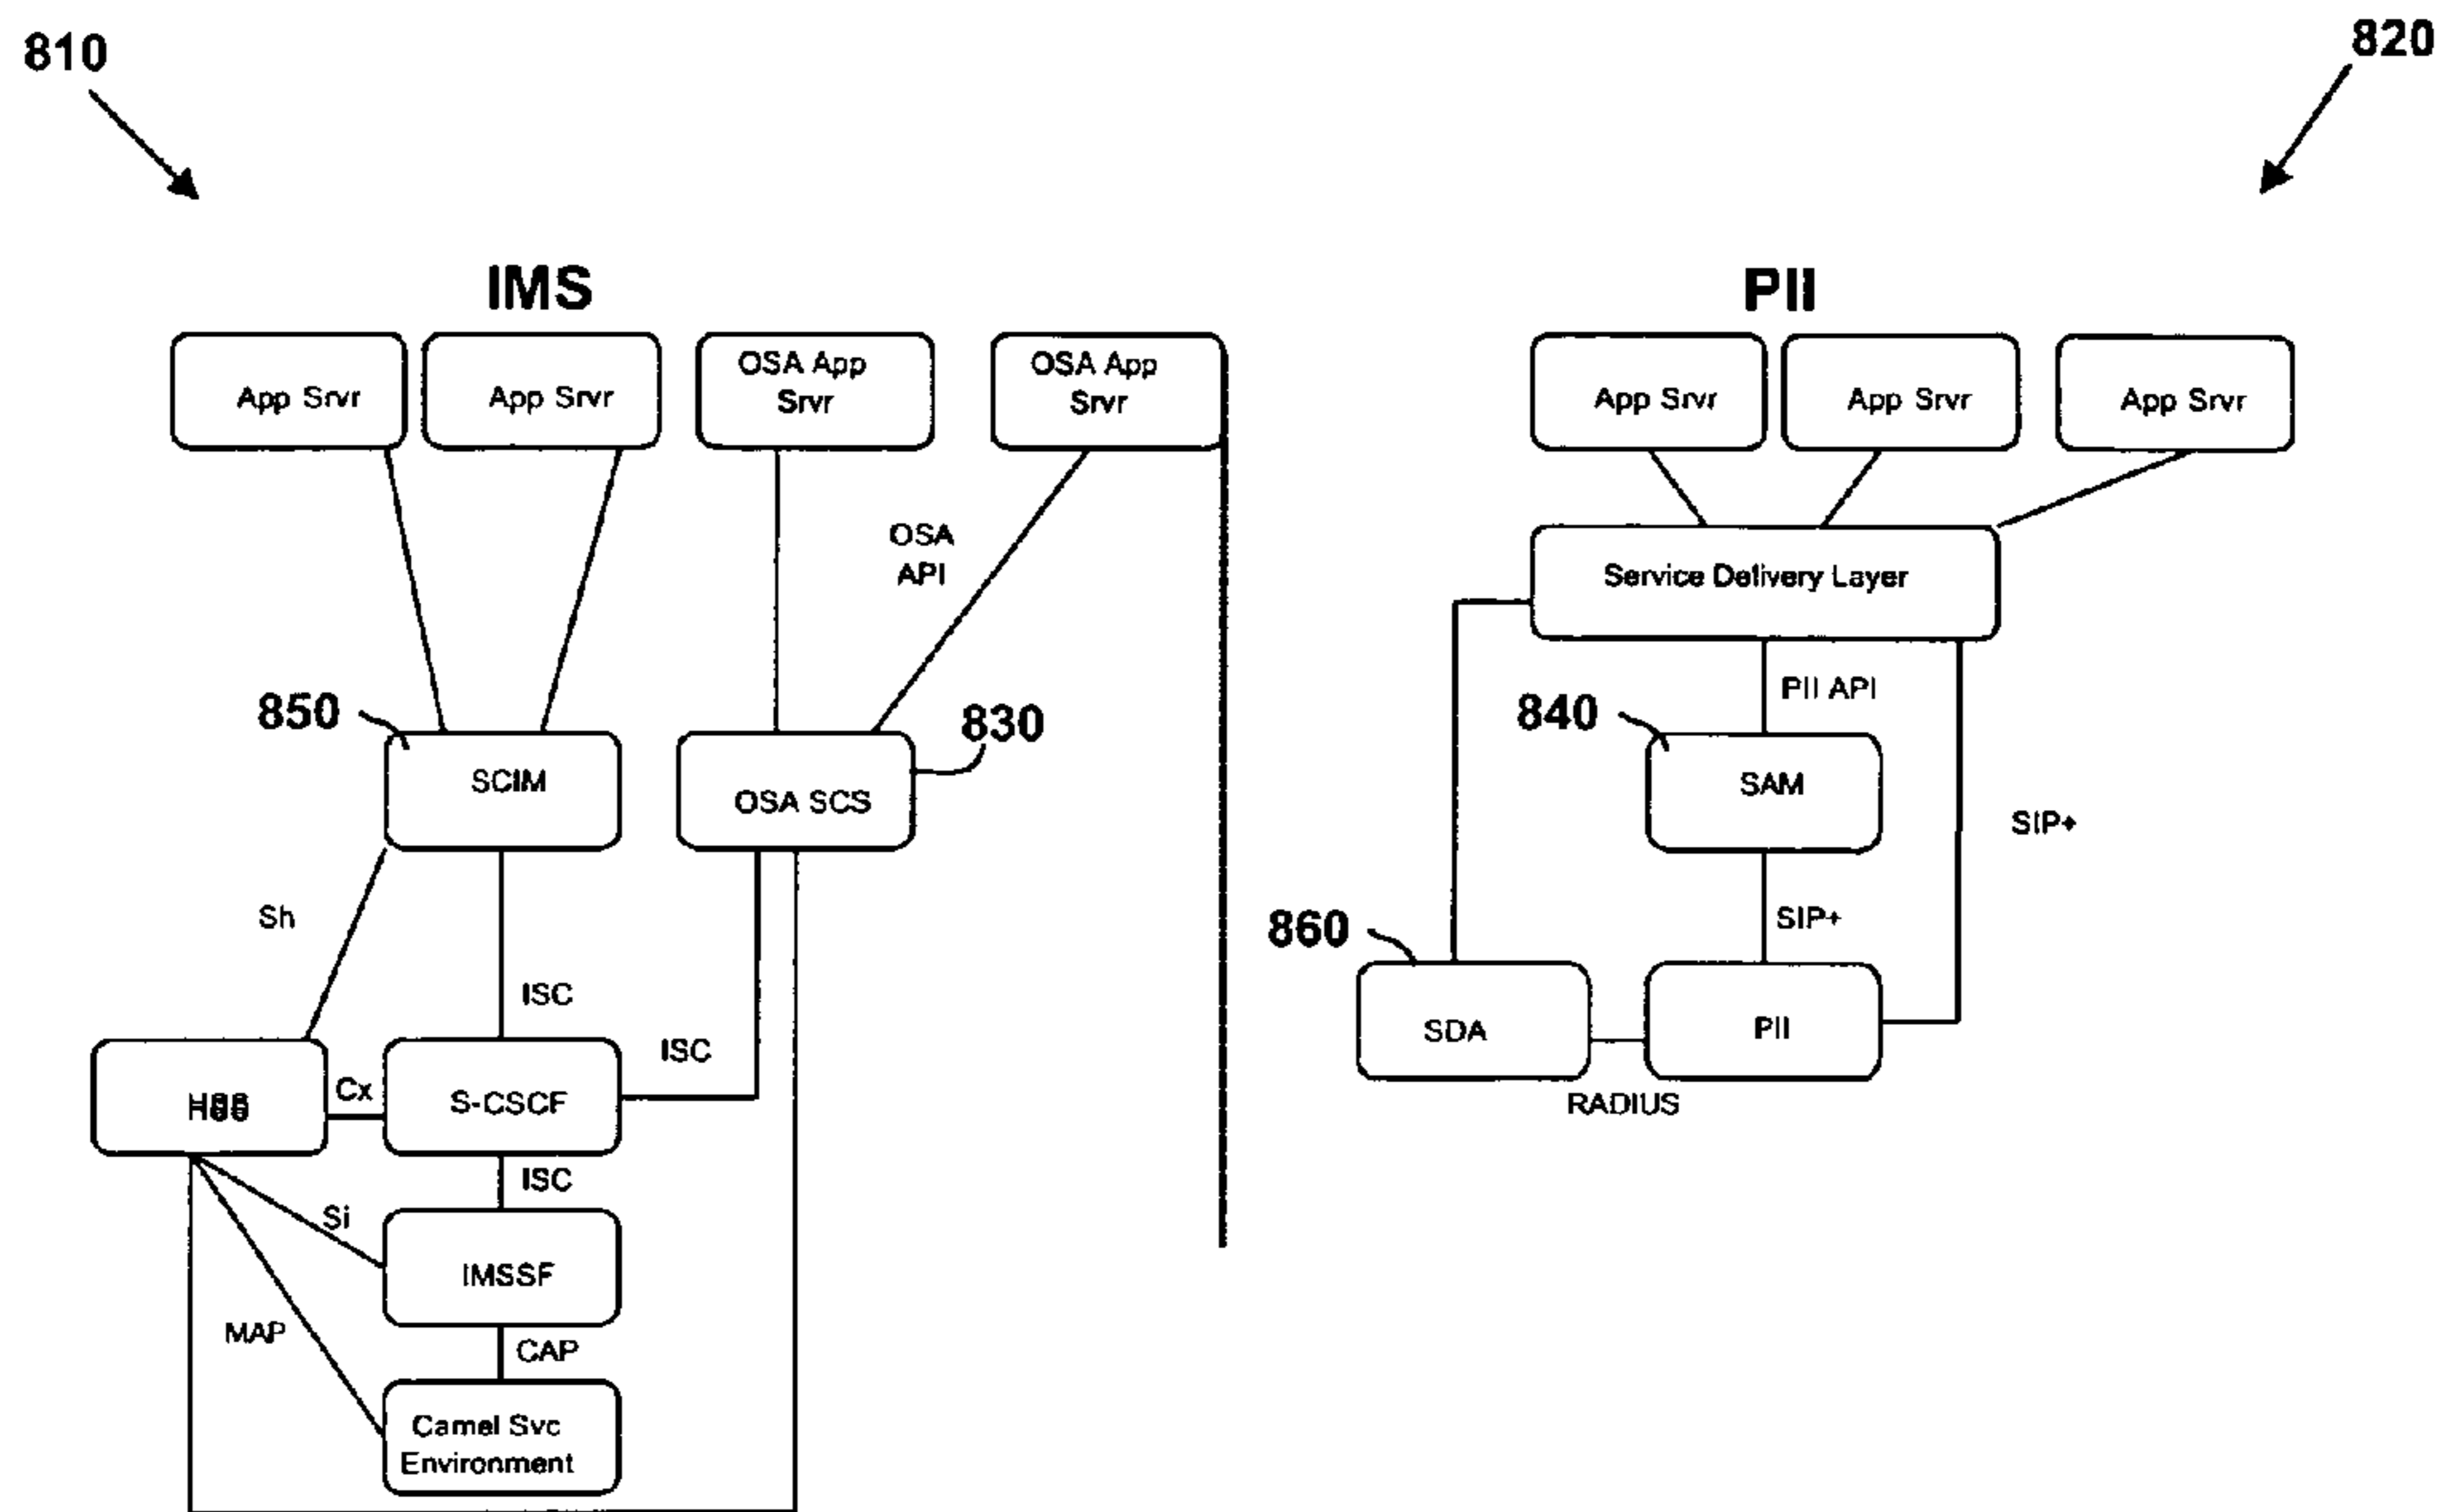 810
820
IMS
PII
App Srvr
App Srvr
OSA App
Srvr
OSA App
Srvr
App Srvr
App Srvr
App Srvr
OSA
API
Service Delivery Layer
PII API
850
830
840
SCIM
OSA SCS
SAM
SIP+
Sh
SIP+
860
ISC
ISC
Cx
S-CSCF
SDA
PII
RADIUS
ISC
Si
IMSSF
MAP
CAP
Camel Svc
Environment